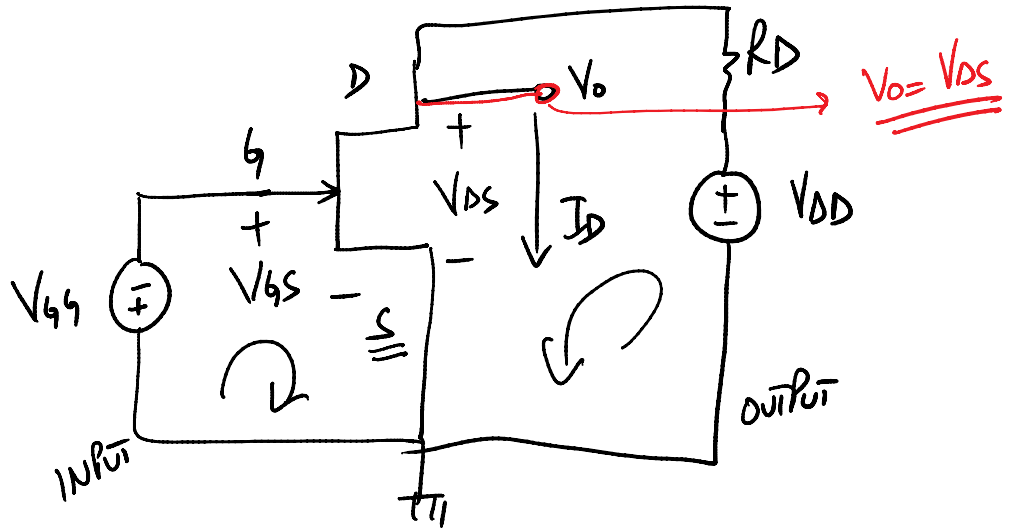 D
Vo
RD
Vo = VDS
G
+
+
VDS
ID
+
-
VDD
VGG
-
+
VGS
-
-
S
INPUT
OUTPUT